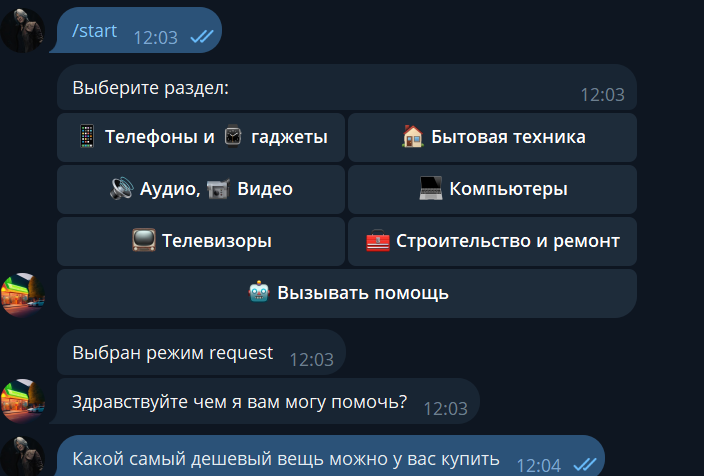 /start 12:03
Выберите раздел: 12:03
Телефоны и гаджеты
Бытовая техника
Аудио, Видео
Компьютеры
Телевизоры
Строительство и ремонт
Вызывать помощь
Выбран режим request 12:03
Здравствуйте чем я вам могу помочь? 12:03
Какой самый дешевый вещь можно у вас купить 12:04